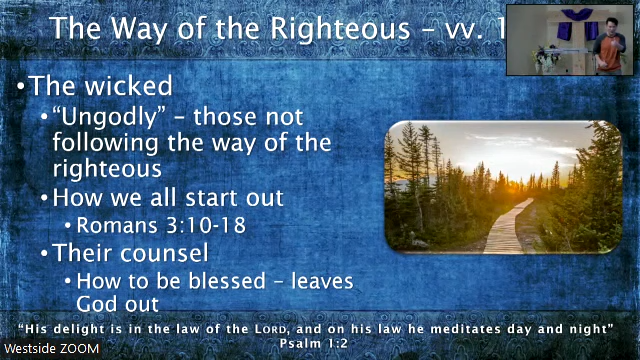 The Way of the Righteous – vv. 1
• The wicked
• “Ungodly” – those not
following the way of the
righteous
• How we all start out
• Romans 3:10-18
• Their counsel
• How to be blessed – leaves
God out
“His delight is in the law of the LORD, and on his law he meditates day and night”
Psalm 1:2
Westside ZOOM